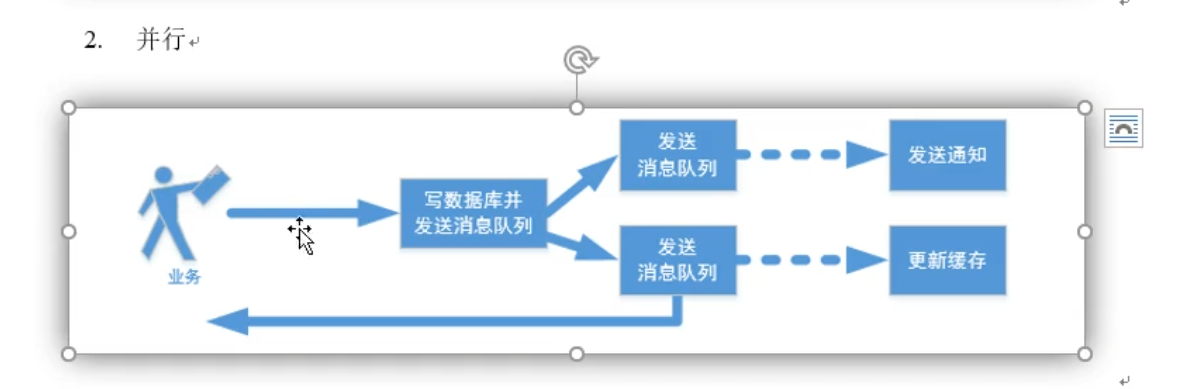 2. 并行
发送
消息队列
发送通知
写数据库并
发送消息队列
发送
消息队列
更新缓存
业务